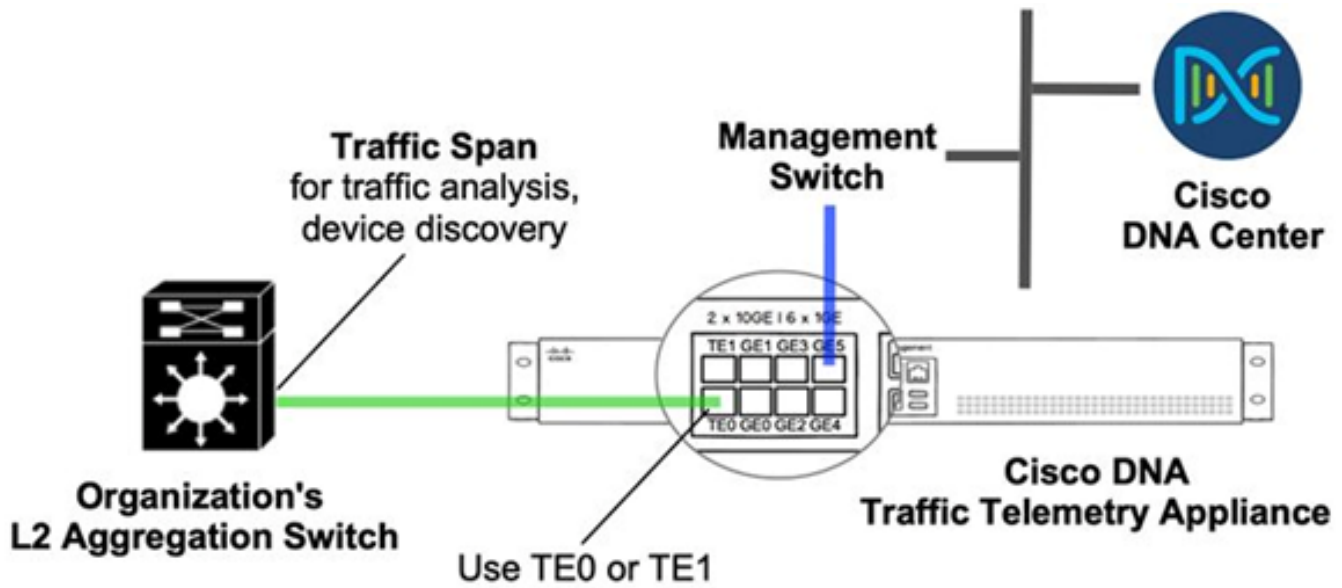 Traffic Span
for traffic analysis,
device discovery
Management
Switch
Cisco
DNA Center
2 x 10GE | 6 x 1GE
TE1 GE1 GE3 GE5
TE0 GE0 GE2 GE4
CISCO
Organization's
L2 Aggregation Switch
Use TE0 or TE1
Cisco DNA
Traffic Telemetry Appliance